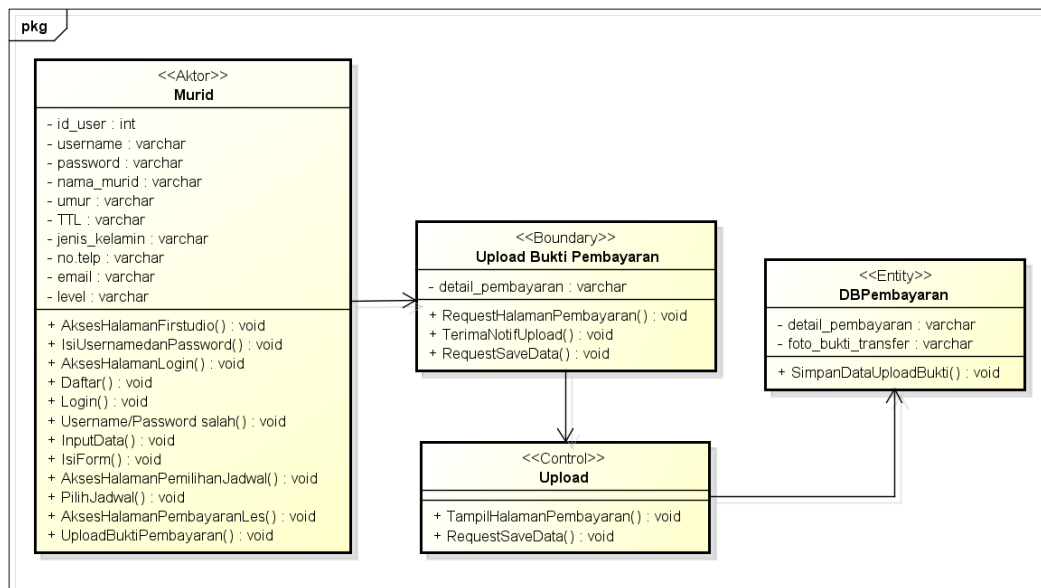 pkg
<<Aktor>>
Murid
- id_user : int
- username : varchar
- password : varchar
- nama_murid : varchar
- umur : varchar
- TTL : varchar
- jenis_kelamin : varchar
- no.telp : varchar
- email : varchar
- level : varchar
+ AksesHalamanFirstudio() : void
+ IsiUsernamedanPassword() : void
+ AksesHalamanLogin() : void
+ Daftar() : void
+ Login() : void
+ Username/Password salah() : void
+ InputData() : void
+ IsiForm() : void
+ AksesHalamanPemilihanJadwal() : void
+ PilihJadwal() : void
+ AksesHalamanPembayaranLes() : void
+ UploadBuktiPembayaran() : void
<<Boundary>>
Upload Bukti Pembayaran
- detail_pembayaran : varchar
+ RequestHalamanPembayaran() : void
+ TerimaNotifUpload() : void
+ RequestSaveData() : void
<<Control>>
Upload
+ TampilHalamanPembayaran() : void
+ RequestSaveData() : void
<<Entity>>
DBPembayaran
- detail_pembayaran : varchar
- foto_bukti_transfer : varchar
+ SimpanDataUploadBukti() : void